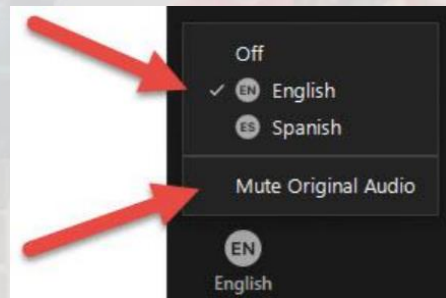 Off
EN English
ES Spanish
Mute Original Audio
EN
English